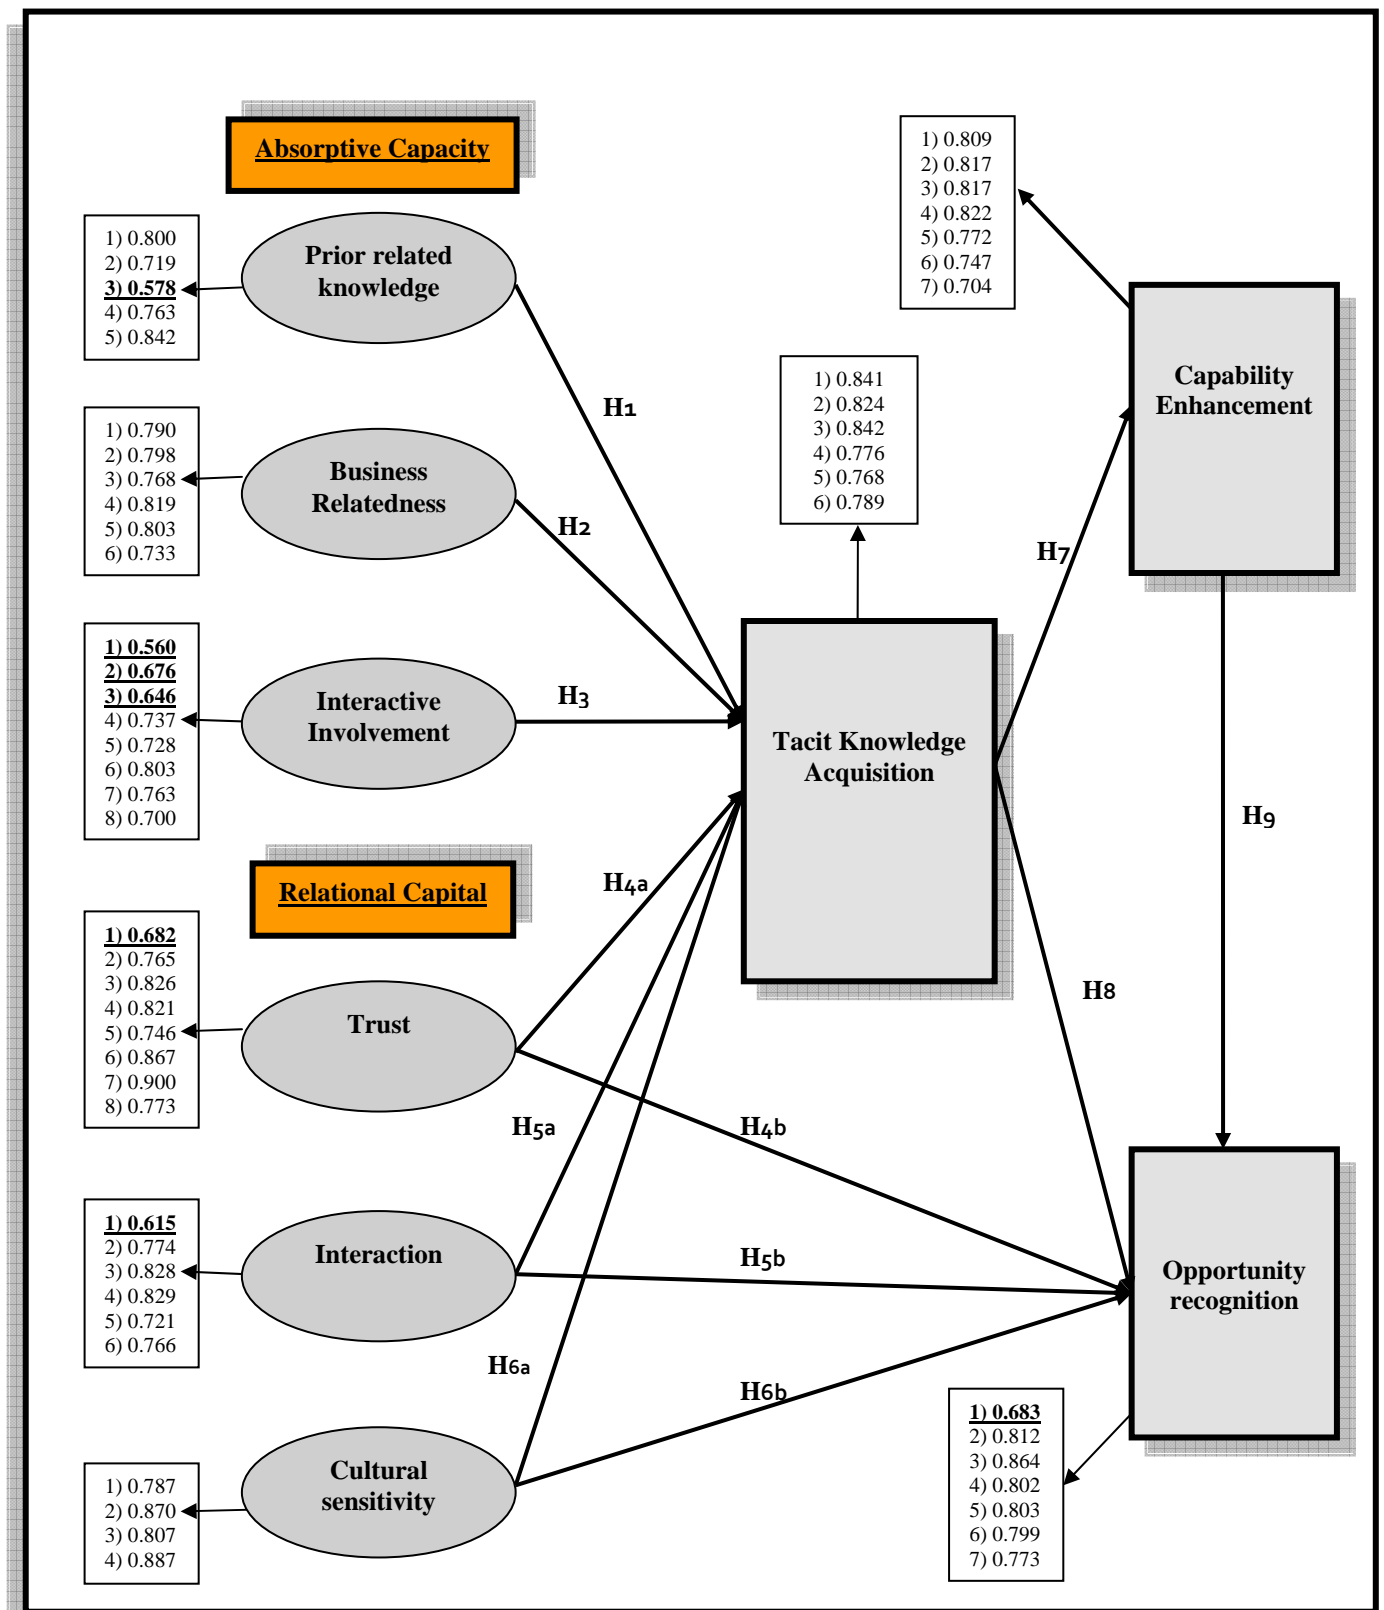 Absorptive Capacity
1) 0.800
2) 0.719
3) 0.578
4) 0.763
5) 0.842
Prior related
knowledge
H1
1) 0.790
2) 0.798
3) 0.768
4) 0.819
5) 0.803
6) 0.733
Business
Relatedness
H2
1) 0.560
2) 0.676
3) 0.646
4) 0.737
5) 0.728
6) 0.803
7) 0.763
8) 0.700
Interactive
Involvement
H3
Relational Capital
1) 0.682
2) 0.765
3) 0.826
4) 0.821
5) 0.746
6) 0.867
7) 0.900
8) 0.773
Trust
H4a
H4b
1) 0.615
2) 0.774
3) 0.828
4) 0.829
5) 0.721
6) 0.766
Interaction
H5a
H5b
1) 0.787
2) 0.870
3) 0.807
4) 0.887
Cultural
sensitivity
H6a
H6b
1) 0.841
2) 0.824
3) 0.842
4) 0.776
5) 0.768
6) 0.789
Tacit Knowledge
Acquisition
H7
H8
1) 0.809
2) 0.817
3) 0.817
4) 0.822
5) 0.772
6) 0.747
7) 0.704
Capability
Enhancement
H9
Opportunity
recognition
1) 0.683
2) 0.812
3) 0.864
4) 0.802
5) 0.803
6) 0.799
7) 0.773